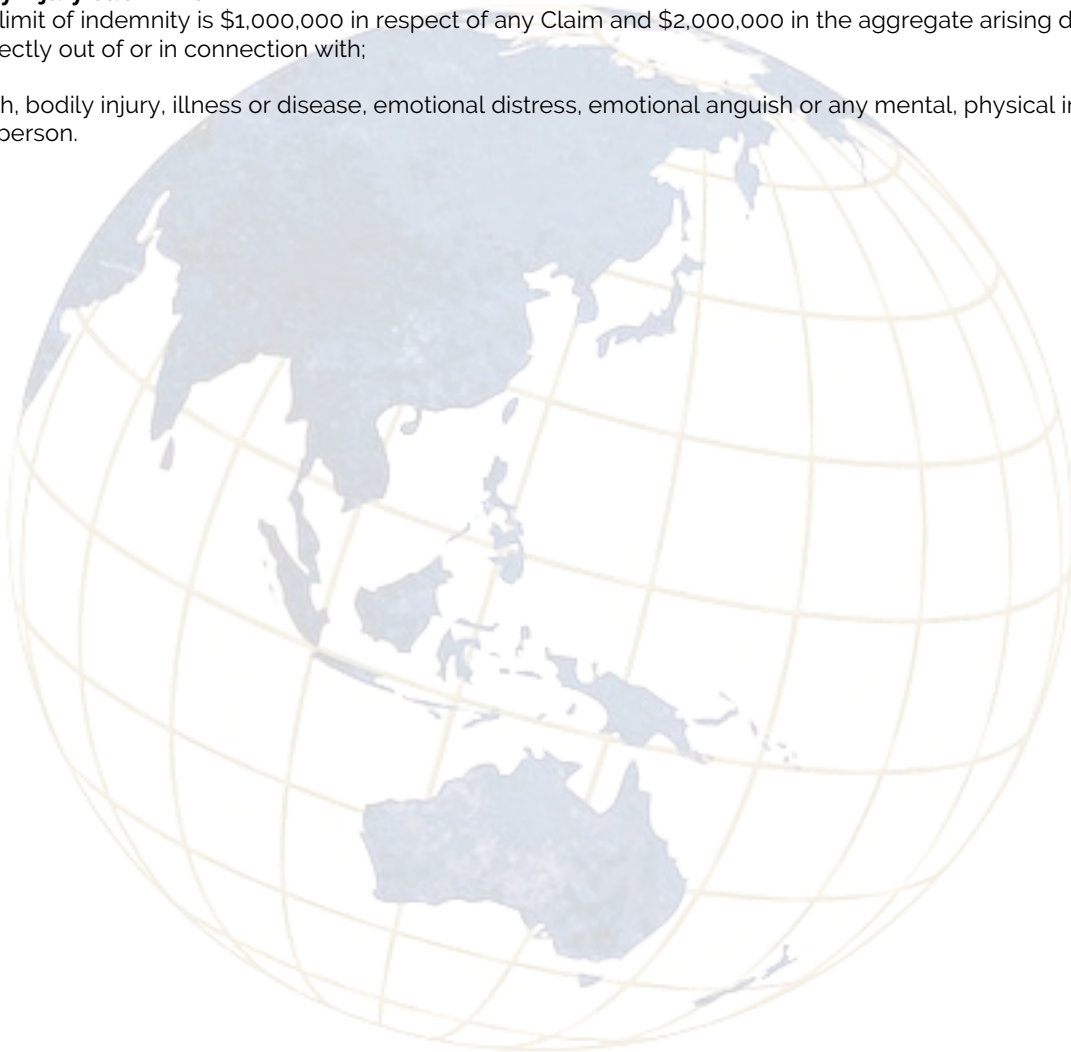 limit of indemnity is $1,000,000 in respect of any Claim and $2,000,000 in the aggregate arising
ectly out of or in connection with;
h, bodily injury, illness or disease, emotional distress, emotional anguish or any mental, physical
person.